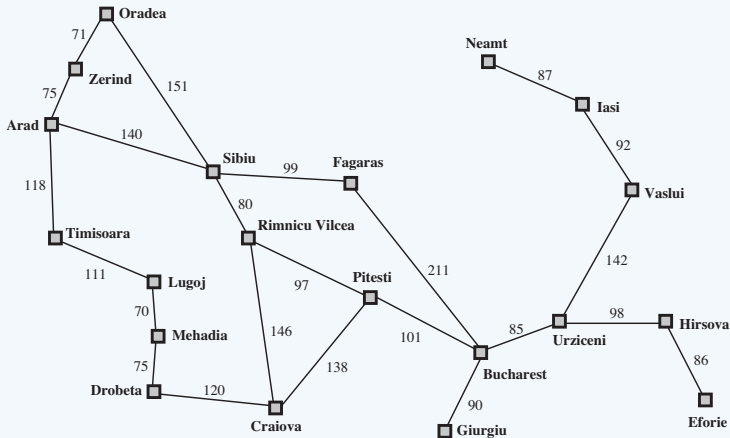 Oradea
71
Neamt
Zerind
87
151
75
Iasi
Arad
140
92
Sibiu
Fagaras
99
118
Vaslui
80
Timisoara
Rimnicu Vilcea
142
211
111
Lugoj
97
Pitesti
70
98
Hirsova
146
85
Mehadia
101
Urziceni
138
86
75
Bucharest
Drobeta
120
90
Craiova
Giurgiu
Eforie